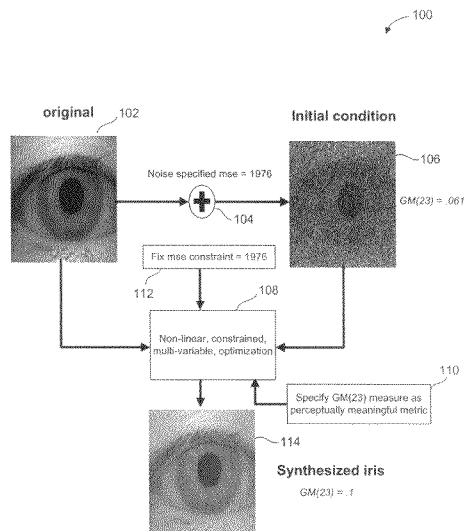 100
original
102
Initial condition
Noise specified mse = 1976
106
104
GM(23) = .061
Fix mse constraint = 1976
112
108
Non-linear, constrained,
multi-variable, optimization
110
Specify GM(23) measure as
perceptually meaningful metric
114
Synthesized iris
GM(23) = .1